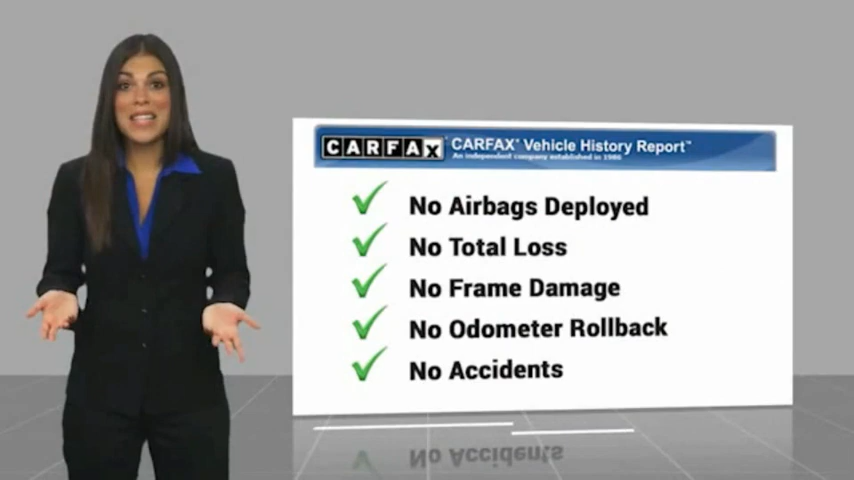 CARFAX CARFAX™ Vehicle History Report™
An independent company established in 1986
No Airbags Deployed
No Total Loss
No Frame Damage
No Odometer Rollback
No Accidents
No Accidents